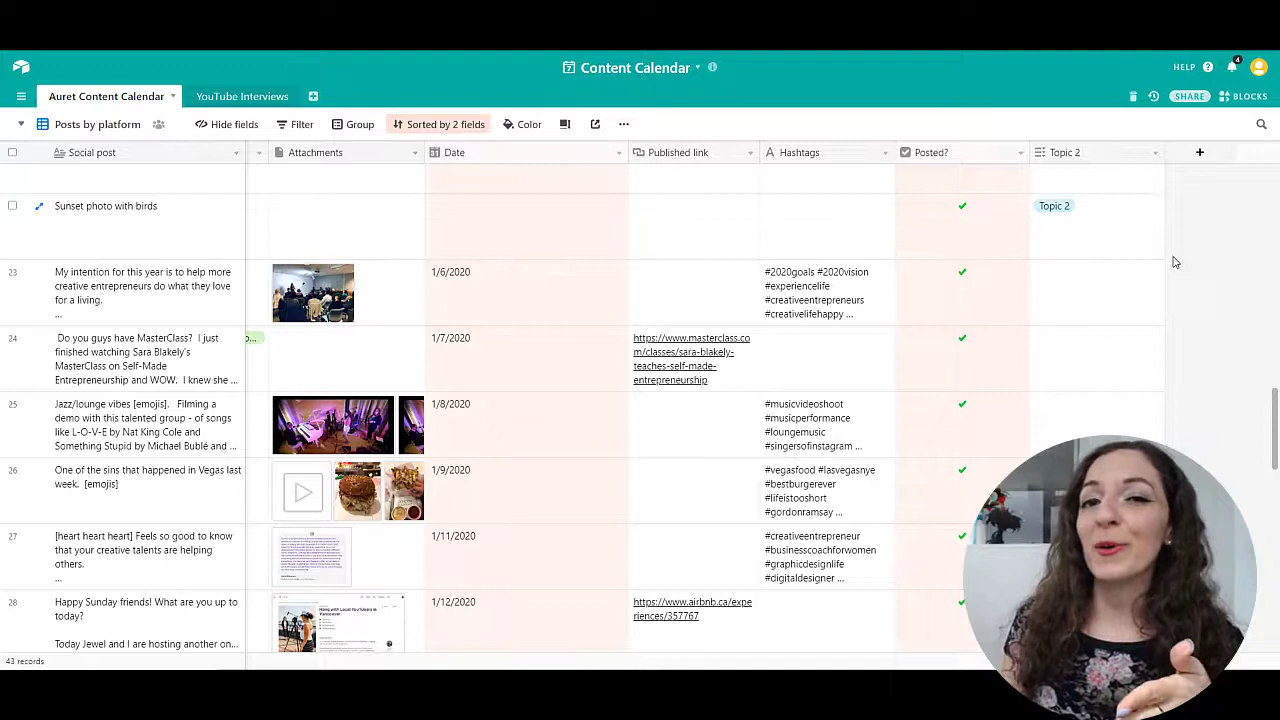 Content Calendar
HELP
4
Auret Content Calendar
YouTube Interviews
SHARE
BLOCKS
Posts by platform
Hide fields
Filter
Group
Sorted by 2 fields
Color
Social post
Attachments
Date
Published link
Hashtags
Posted?
Topic 2
Sunset photo with birds
Topic 2
23
My intention for this year is to help more
creative entrepreneurs do what they love
for a living.
...
1/6/2020
#2020goals #2020vision
#experiencelife
#creativeentrepreneurs
#creativelifehappy ...
24
Do you guys have MasterClass? I just
finished watching Sara Blakely's
MasterClass on Self-Made
Entrepreneurship and WOW. I knew she ...
o...
1/7/2020
https://www.masterclass.co
m/classes/sara-blakely-
teaches-self-made-
entrepreneurship
25
Jazz/lounge vibes [emojis]. Filming a
demo with this talented group - of songs
like L-O-V-E by Nat King Cole and
Something Stupid by Michael Bublé and ...
1/8/2020
#musicvideoshoot
#musicperformance
#loungemusic
#singersofinstagram ...
26
One of the sins that happened in Vegas last
week. [emojis]
1/9/2020
#vegasfood #lasvegasnye
#bestburgerever
#lifeistooshort
#gordonramsay ...
27
[heart heart heart] Feels so good to know
that your creative talents are helping
...
1/11/2020
#creativesentrepreneur
#graphicdesignlife
#digitaldesigner ...
28
Happy Sunday friends! What are you up to
today?
Today Level and I are hosting another on...
Hang with Local YouTubers in
Vancouver
1/12/2020
https://www.airbnb.ca/expe
riences/357767
43 records